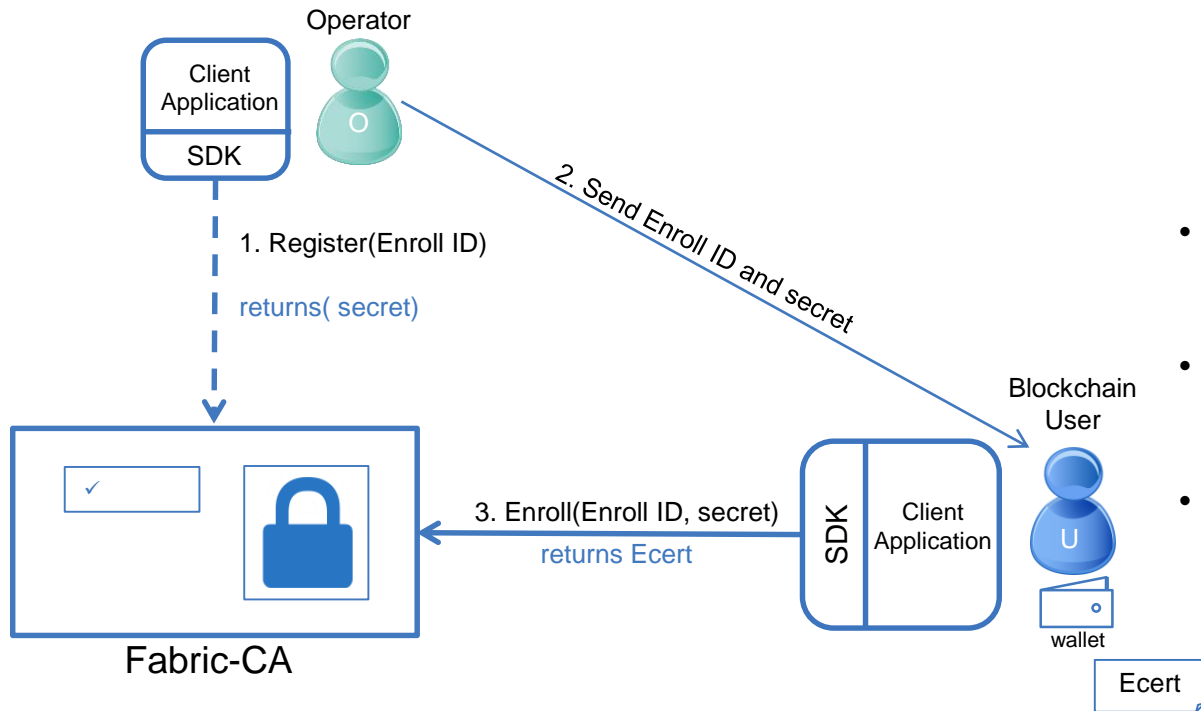 Operator
Client
Application
SDK
O
2. Send Enroll ID and secret
1. Register(Enroll ID)
returns( secret)
•
•
•
Blockchain
User
✓
3. Enroll(Enroll ID, secret)
returns Ecert
SDK
Client
Application
U
wallet
Fabric-CA
Ecert